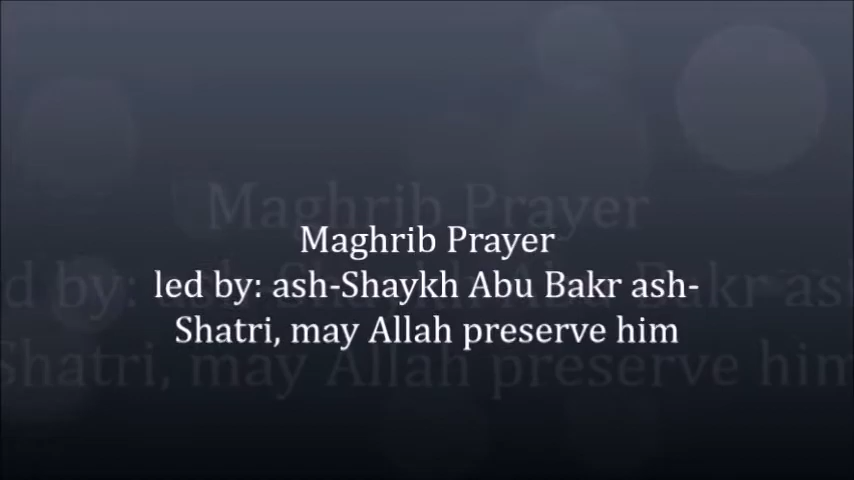 Maghrib Prayer
led by: ash-Shaykh Abu Bakr ash-
Shatri, may Allah preserve him